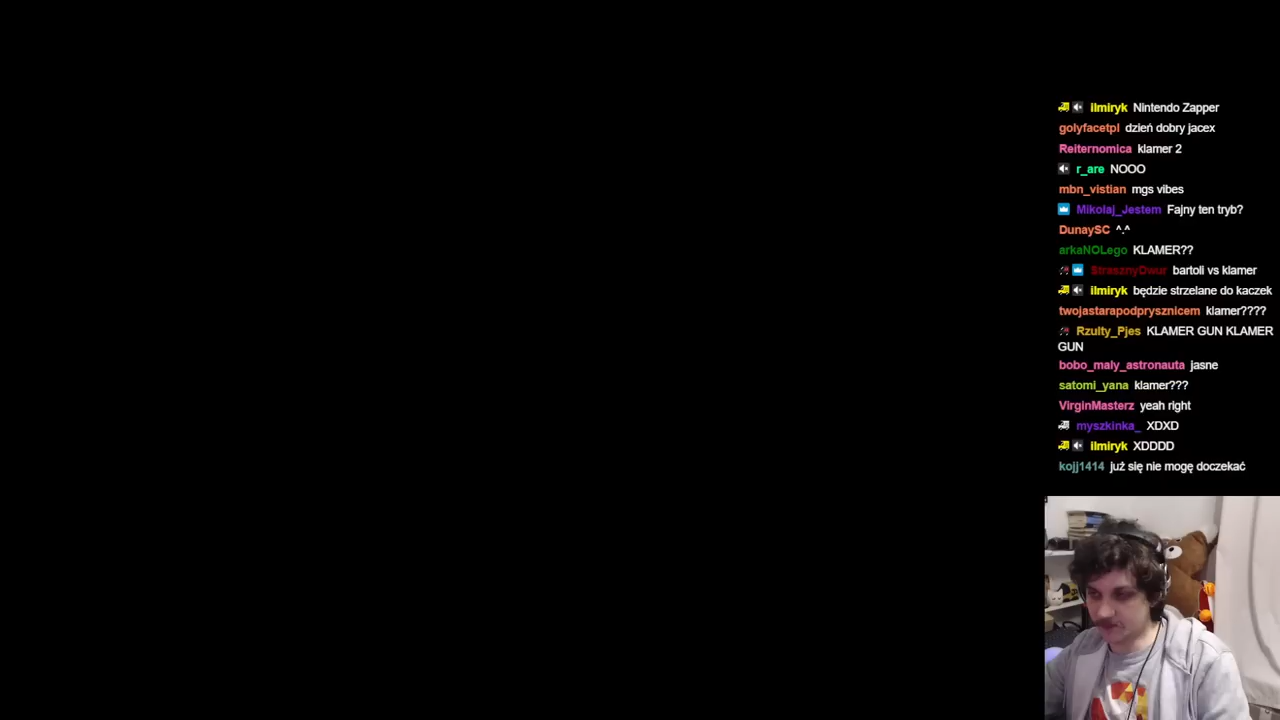 ilmiryk Nintendo Zapper
golyfacetpl dzień dobry jacex
Reiternomica klamer 2
r_are NOOO
mbn_vistian mgs vibes
Mikołaj_Jestem Fajny ten tryb?
DunaySC ^.^
arkaNOLego KLAMER??
StrasznyDwur bartoli vs klamer
ilmiryk będzie strzelane do kaczek
twojastarapodprysznicem klamer????
Rzulty_Pjes KLAMER GUN KLAMER
GUN
bobo_maly_astronauta jasne
satomi_yana klamer???
VirginMasterz yeah right
myszkinka_ XDXD
ilmiryk XDDDD
kojj1414 już się nie mogę doczekać